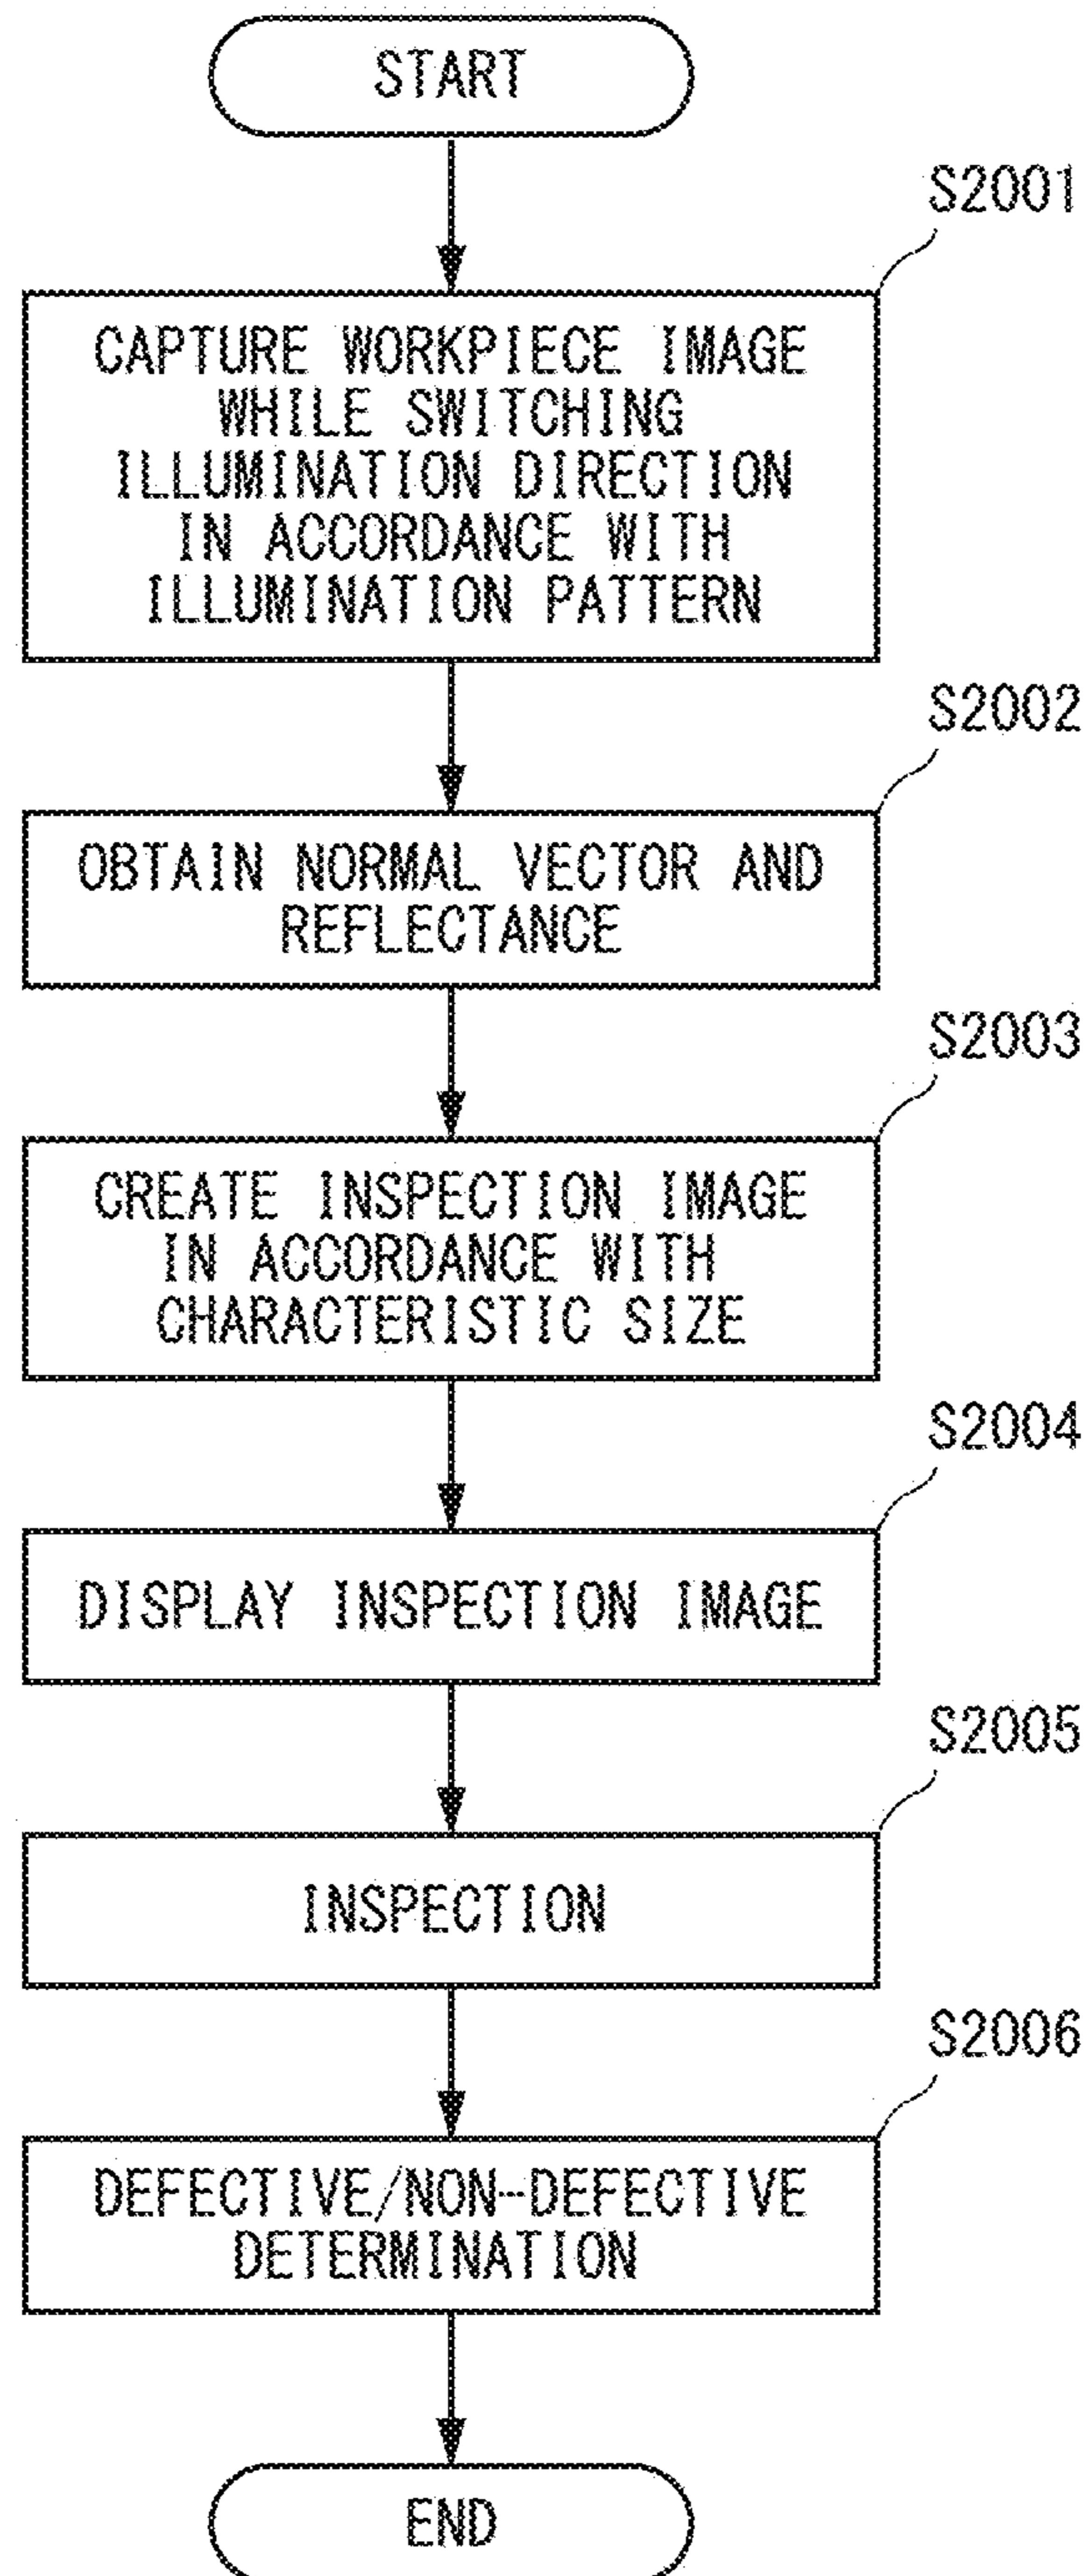 START
S2001
CAPTURE WORKPIECE IMAGE
WHILE SWITCHING
ILLUMINATION DIRECTION
IN ACCORDANCE WITH
ILLUMINATION PATTERN
S2002
OBTAIN NORMAL VECTOR AND
REFLECTANCE
S2003
CREATE INSPECTION IMAGE
IN ACCORDANCE WITH
CHARACTERISTIC SIZE
S2004
DISPLAY INSPECTION IMAGE
S2005
INSPECTION
S2006
DEFECTIVE/NON-DEFECTIVE
DETERMINATION
END